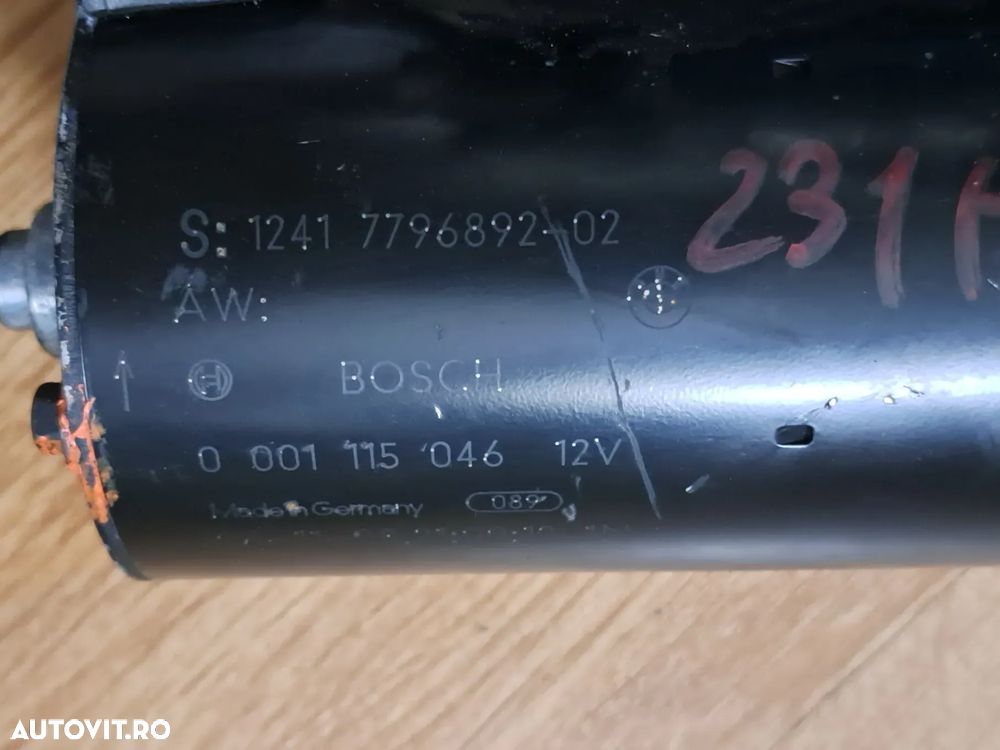 231
S: 1241 7796892-02
AW:
BOSCH
0 001 115 046 12V
Made in Germany 089
AUTOVIT.RO